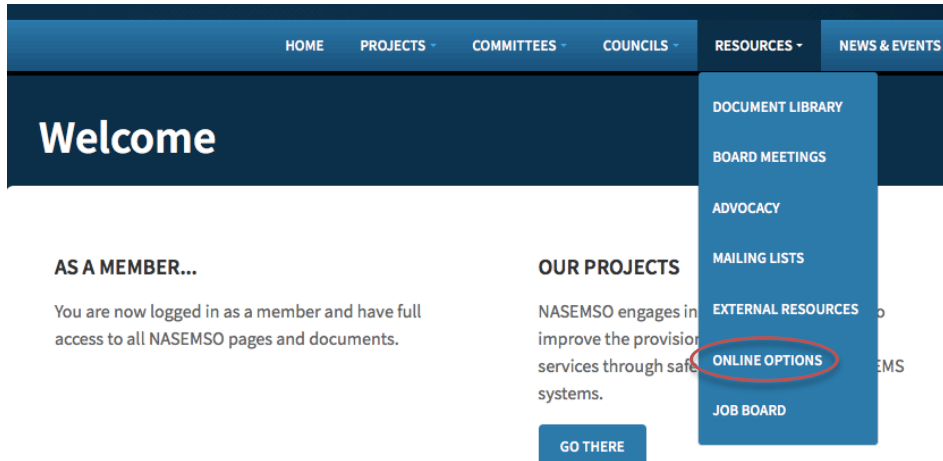 HOME PROJECTS COMMITTEES COUNCILS RESOURCES NEWS & EVENTS
DOCUMENT LIBRARY
BOARD MEETINGS
ADVOCACY
MAILING LISTS
EXTERNAL RESOURCES
ONLINE OPTIONS
JOB BOARD
Welcome
AS A MEMBER...
You are now logged in as a member and have full
access to all NASEMSO pages and documents.
OUR PROJECTS
NASEMSO engages in
improve the provision
services through safe EMS
systems.
GO THERE